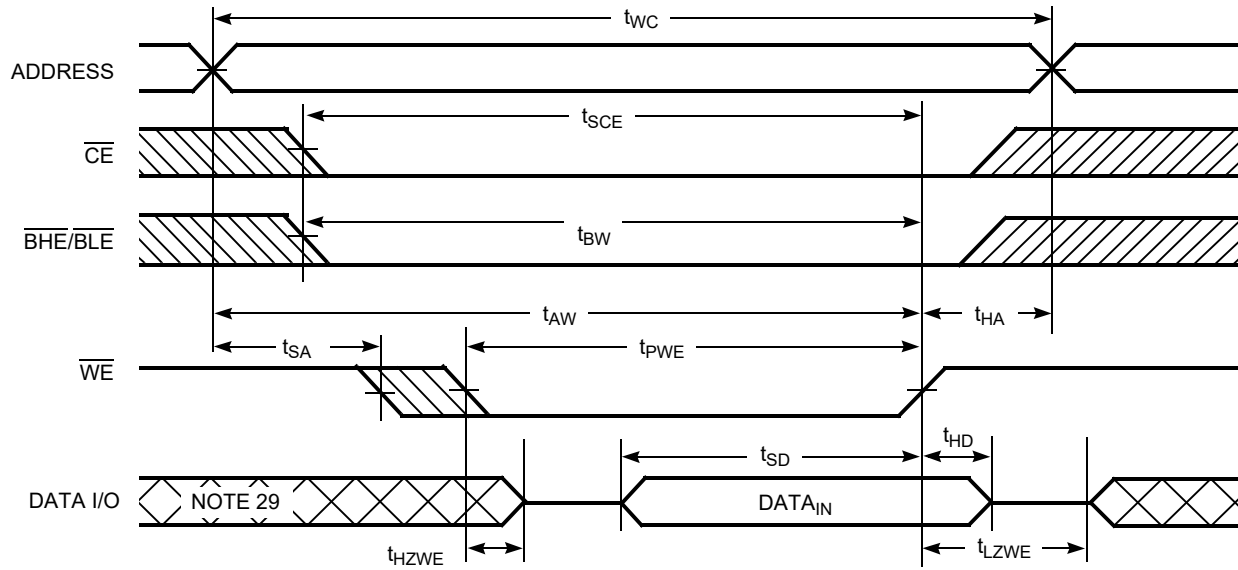 tWC
ADDRESS
tSCE
CE
tBW
BHE/BLE
tAW
tHA
tSA
tPWE
WE
tSD
tHD
DATA I/O
NOTE 29
DATAIN
tHZWE
tLZWE